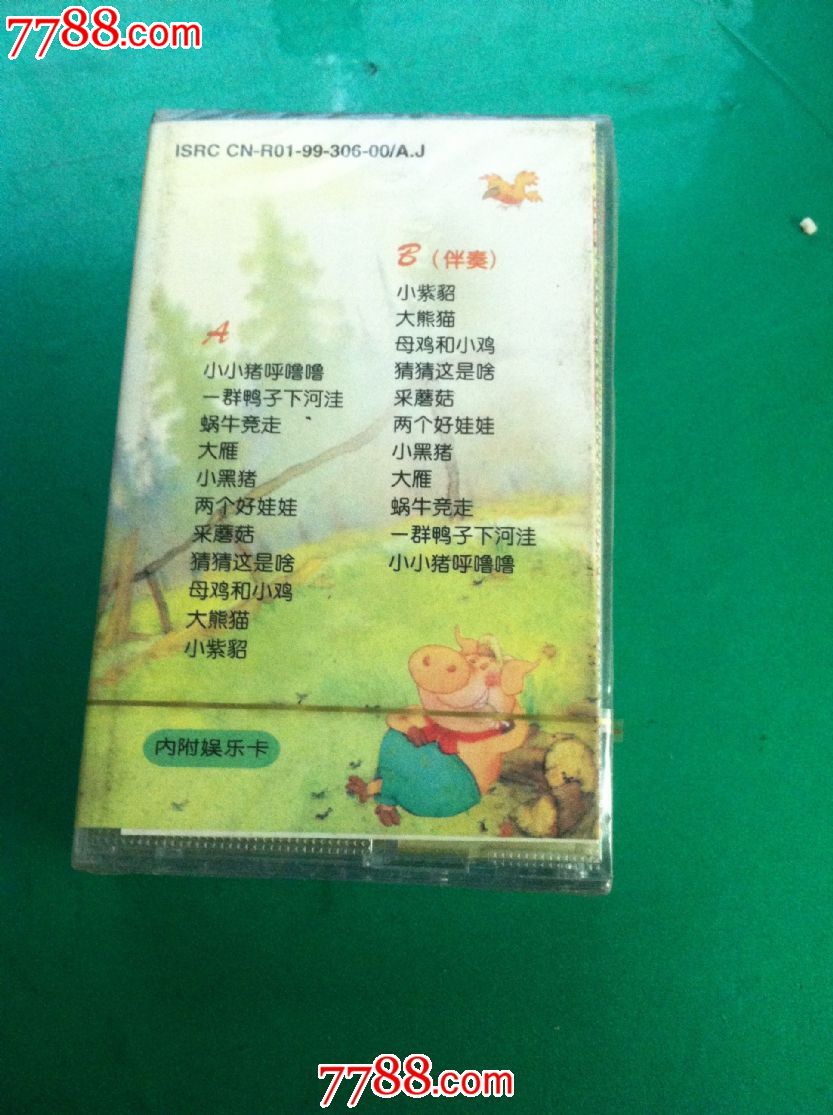 7788.com
ISRC CN-R01-99-306-00/A.J
A
小小猪呼噜噜
一群鸭子下河洼
蜗牛竞走
大雁
小黑猪
两个好娃娃
采蘑菇
猜猜这是啥
母鸡和小鸡
大熊猫
小紫貂
B（伴奏）
小紫貂
大熊猫
母鸡和小鸡
猜猜这是啥
采蘑菇
两个好娃娃
小黑猪
大雁
蜗牛竞走
一群鸭子下河洼
小小猪呼噜噜
内附娱乐卡
7788.com
7788.com